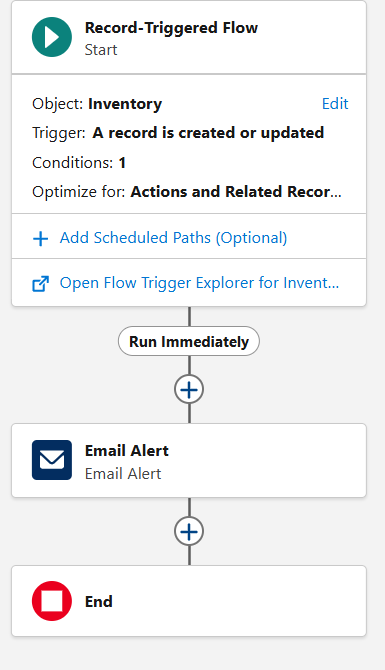 Record-Triggered Flow
Start
Object: Inventory Edit
Trigger: A record is created or updated
Conditions: 1
Optimize for: Actions and Related Recor...
Add Scheduled Paths (Optional)
Open Flow Trigger Explorer for Invent...
Run Immediately
Email Alert
Email Alert
End